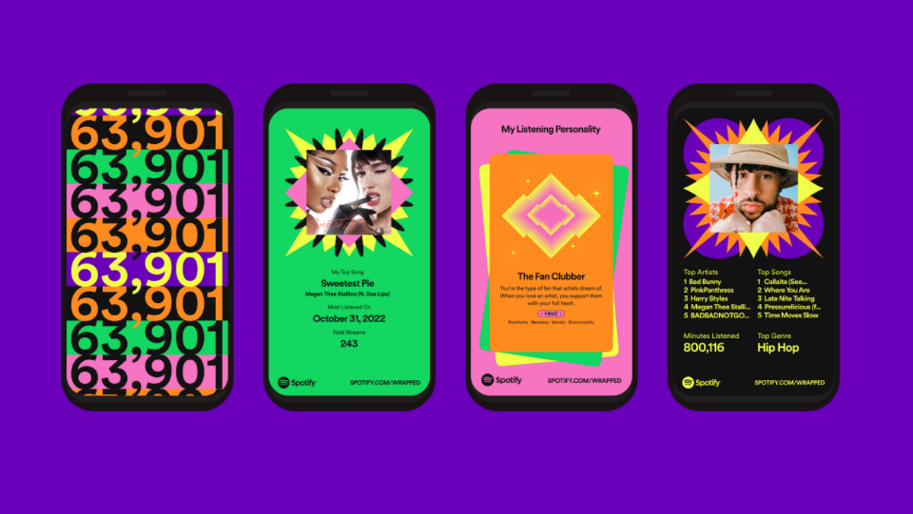 63,901
63,901
63,901
63,901
63,901
63,901
63,901
63,901
63,901
My Top Song
Sweetest Pie
Megan Thee Stallion (ft. Dua Lipa)
Most Listened On
October 31, 2022
Total Streams
243
Spotify
SPOTIFY.COM/WRAPPED
My Listening Personality
The Fan Clubber
You're the type of fan that artists dream of.
When you love an artist, you support them
with your full heart.
FNVC
Familiarity · Newness · Variety · Commonality
Spotify
SPOTIFY.COM/WRAPPED
Top Artists
1 Bad Bunny
2 PinkPanthress
3 Harry Styles
4 Megan Thee Stalli...
5 BADBADNOTGO...
Top Songs
1 Callaita (See...
2 Where You Are
3 Late Nite Talking
4 Pressurelicious (f...
5 Time Moves Slow
Minutes Listened
800,116
Top Genre
Hip Hop
Spotify
SPOTIFY.COM/WRAPPED